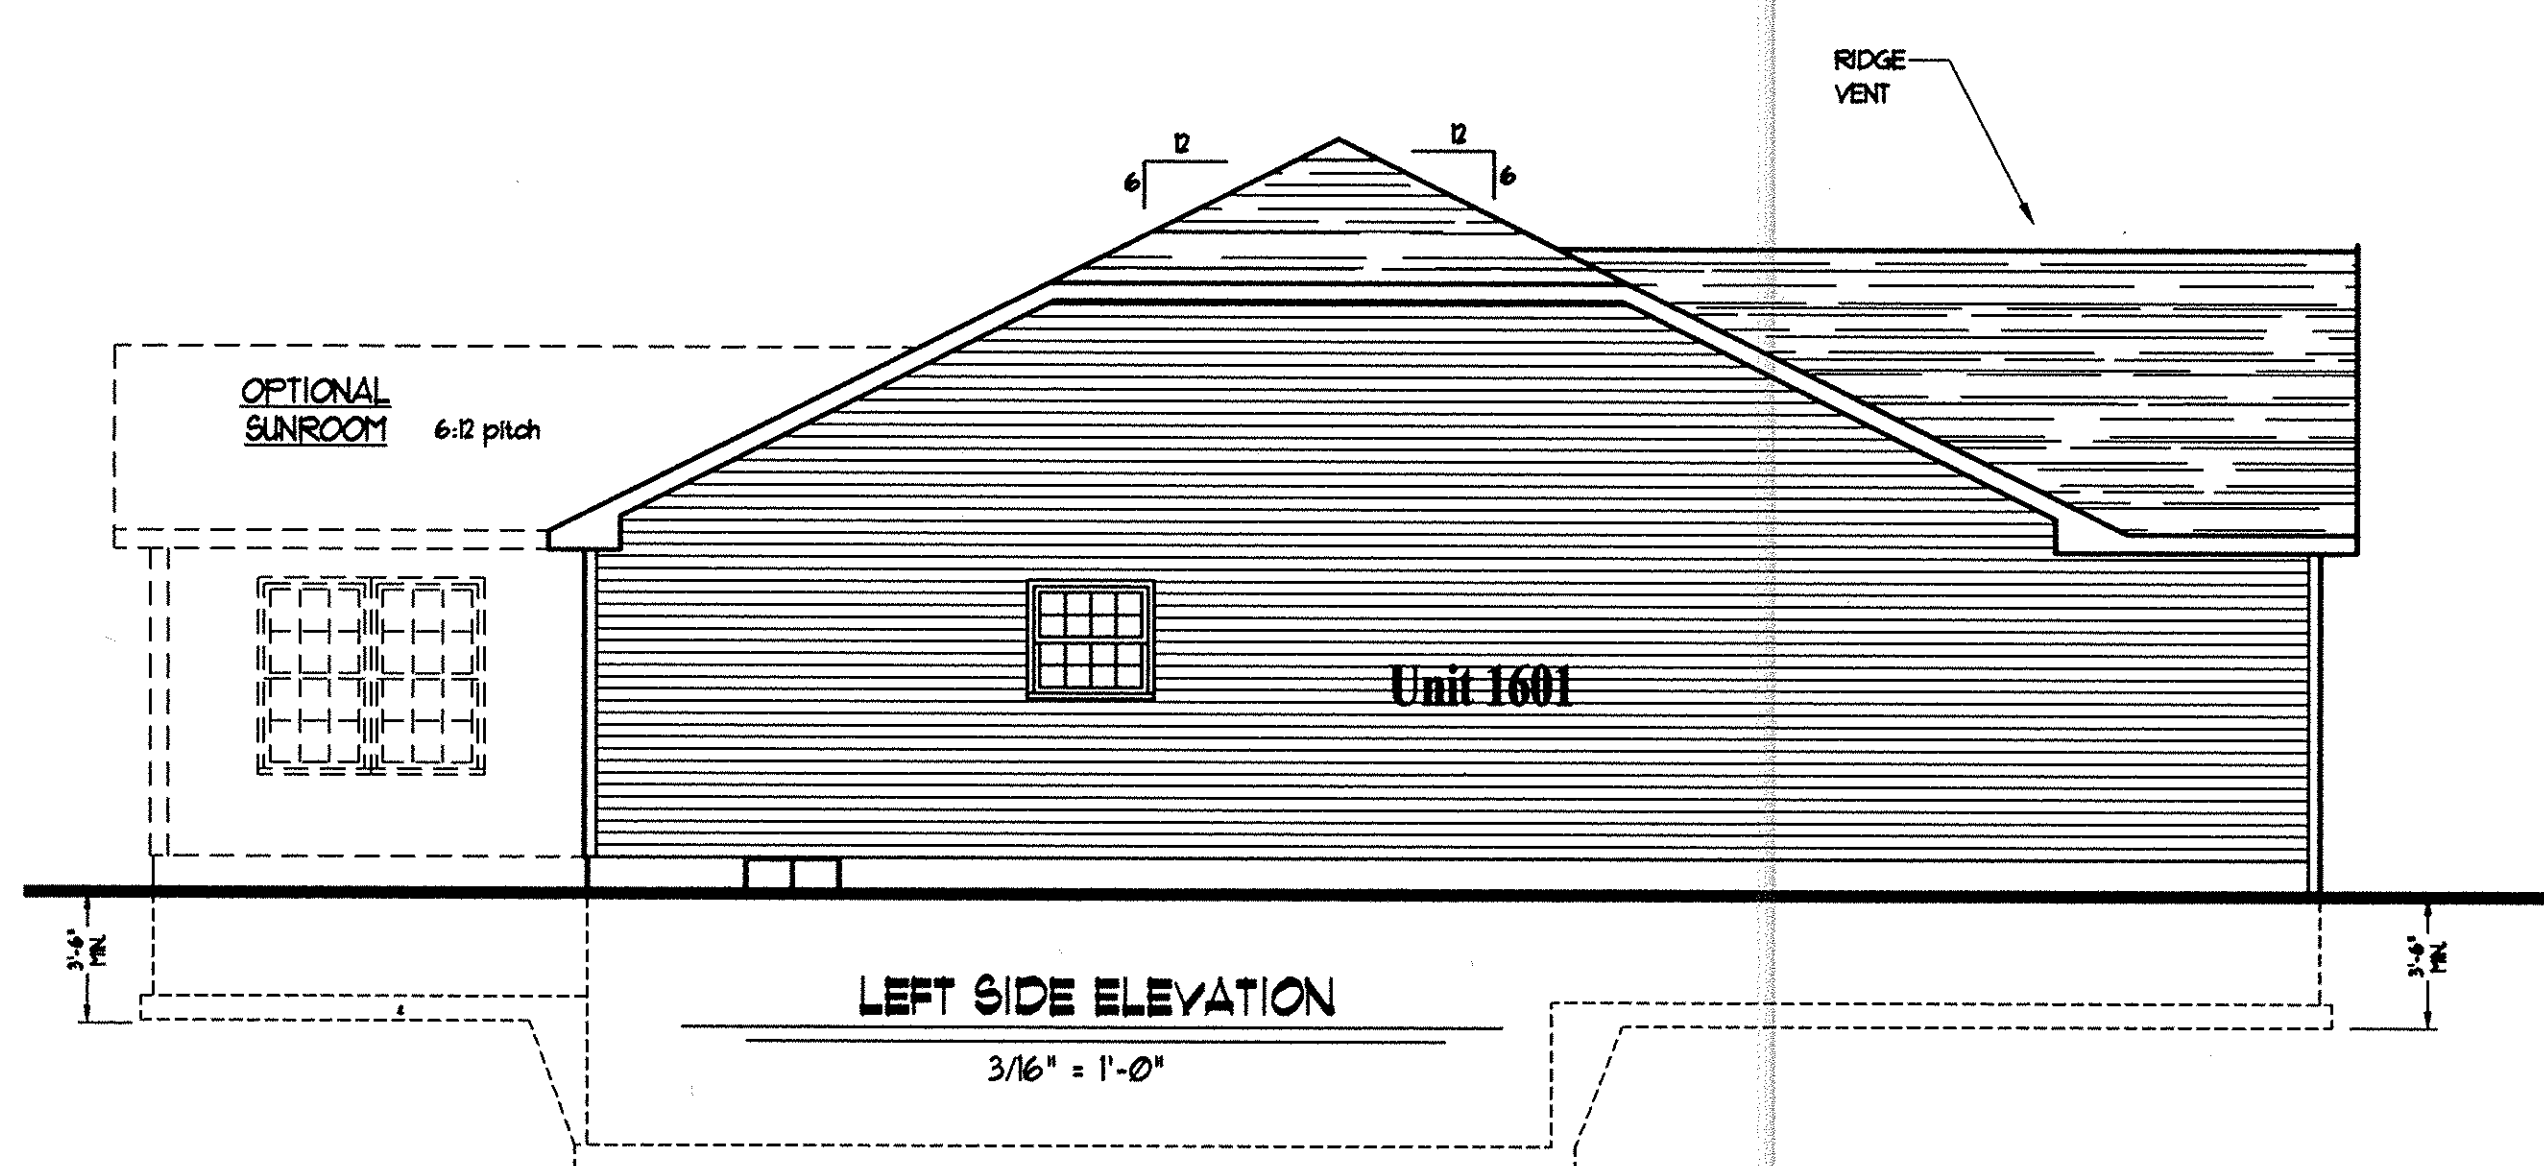 RIDGE
VENT
12
6
12
6
OPTIONAL
SUNROOM
6:12 pitch
Unit 1601
3'-6"
MIN.
3'-6"
MIN.
LEFT SIDE ELEVATION
3/16" = 1'-0"